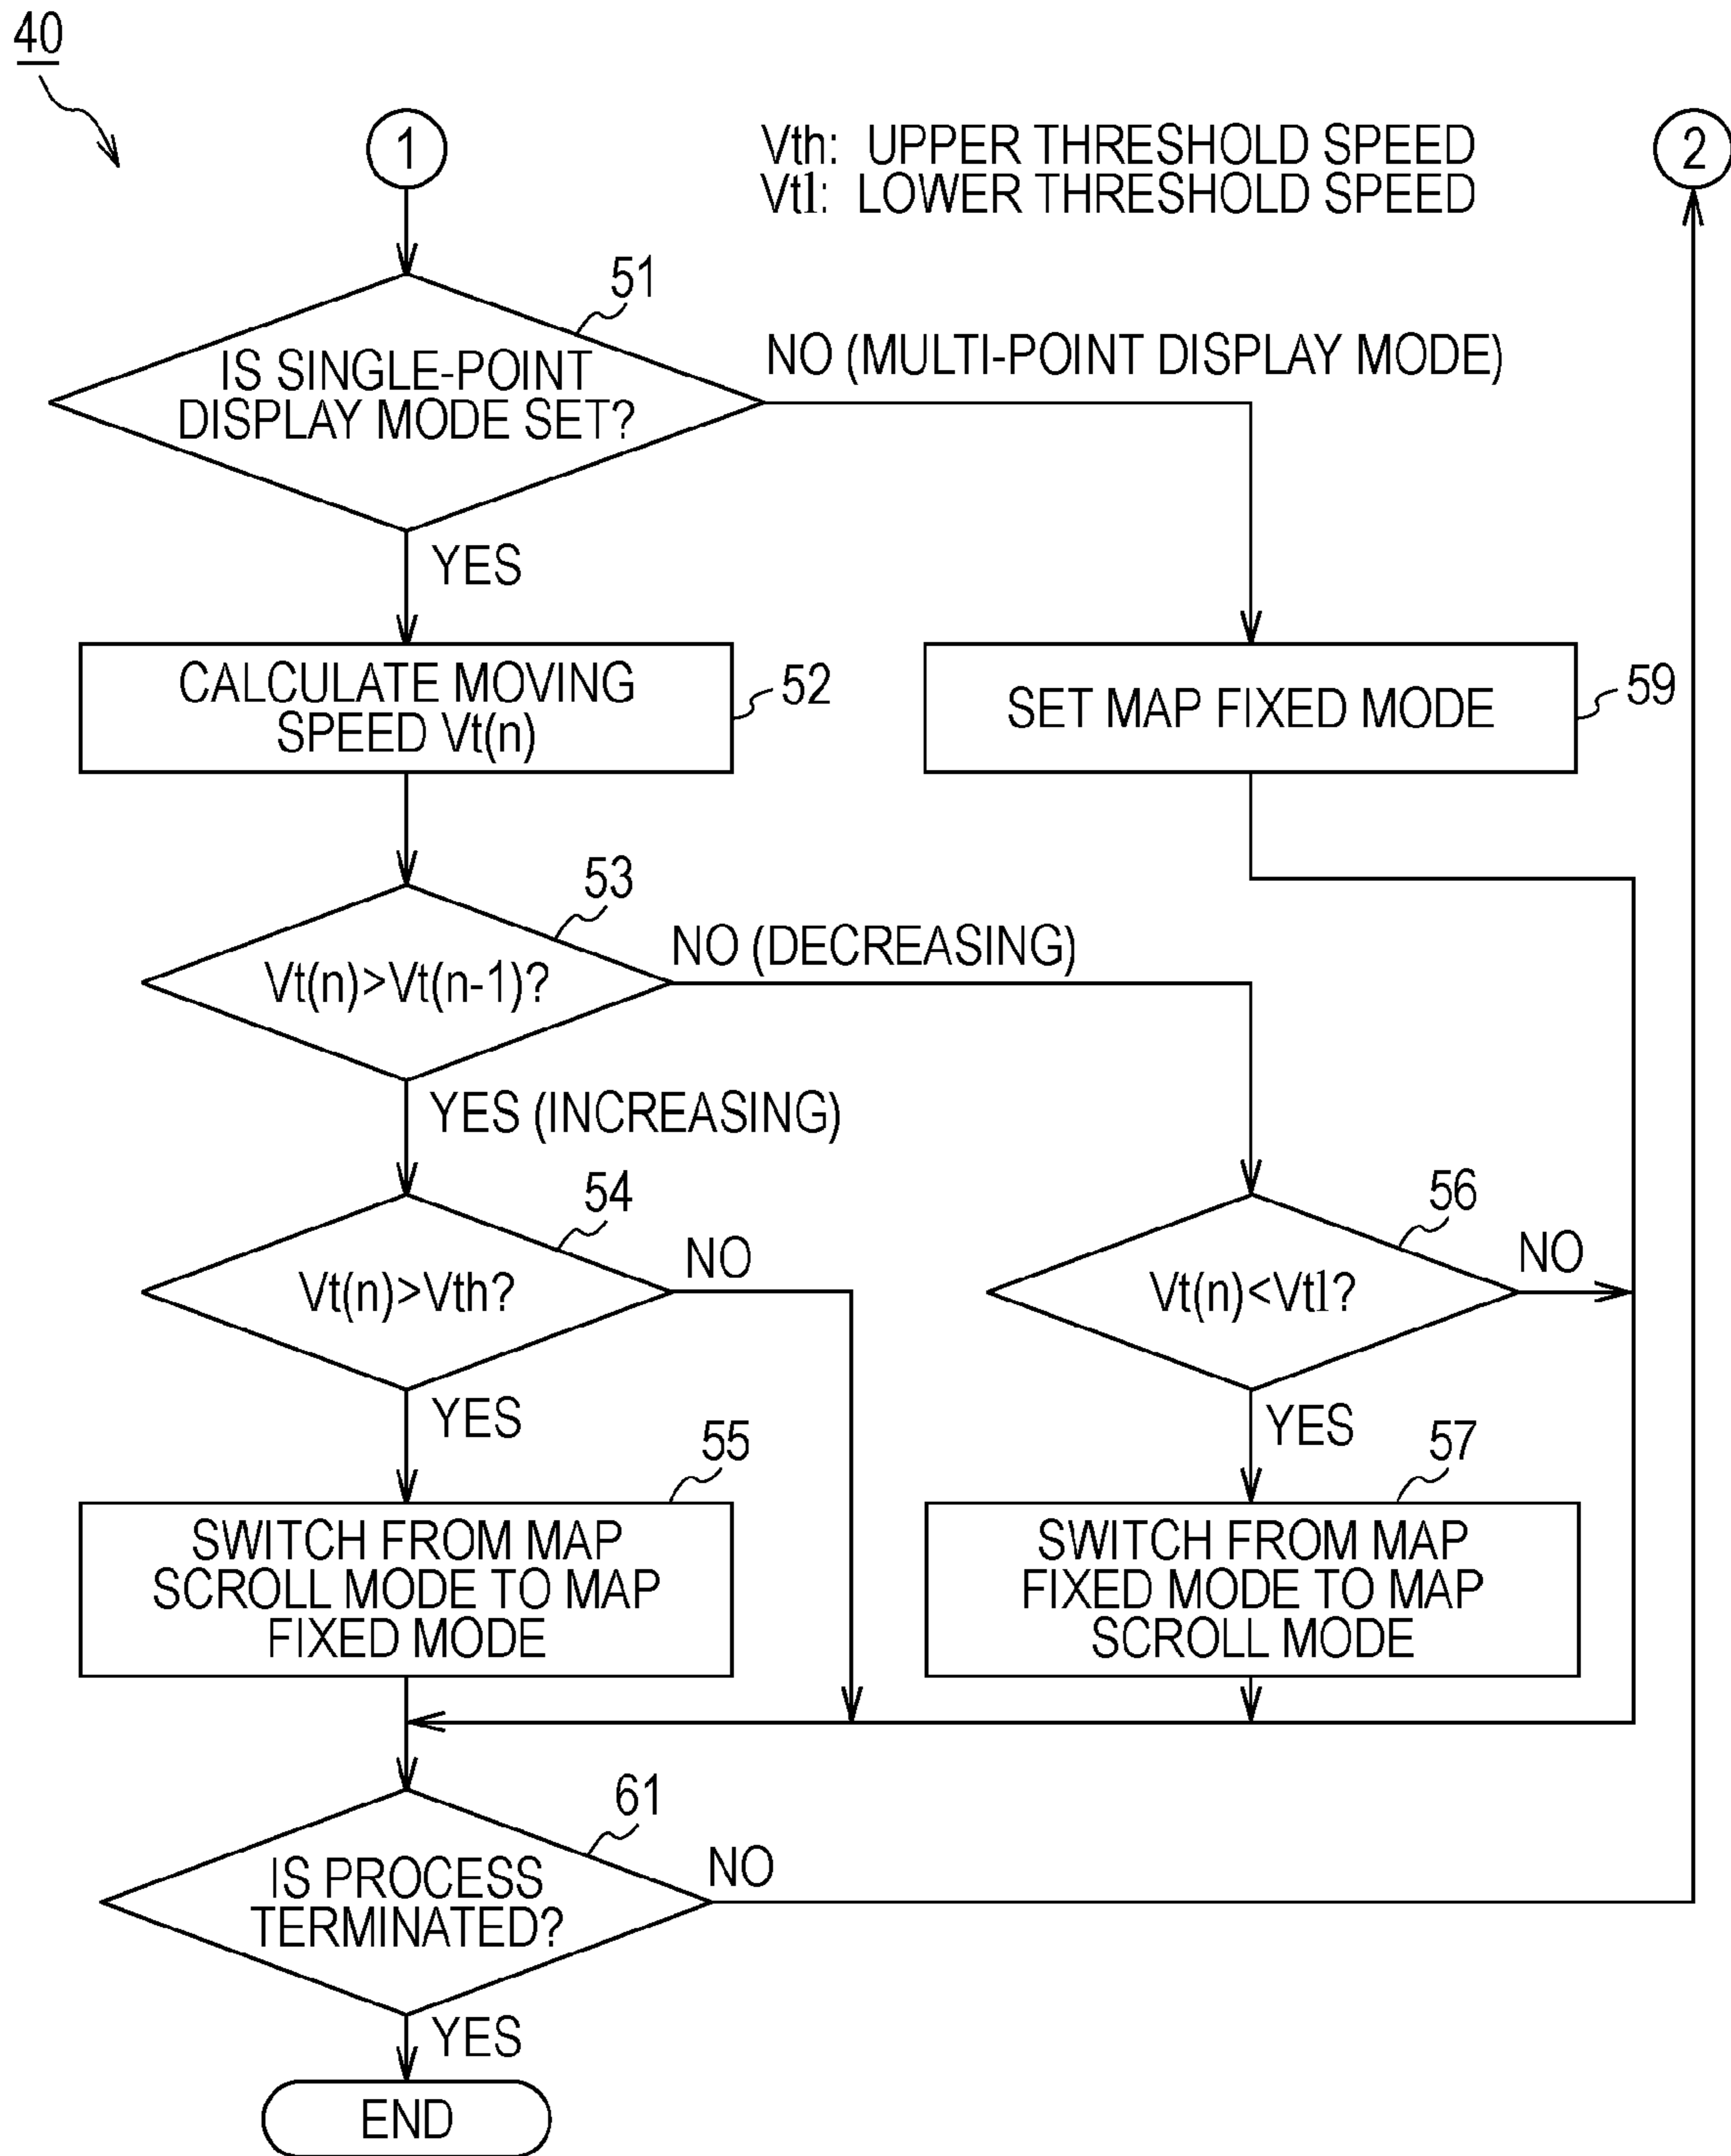 40
1
Vth: UPPER THRESHOLD SPEED
Vtl: LOWER THRESHOLD SPEED
2
51
IS SINGLE-POINT
DISPLAY MODE SET?
NO (MULTI-POINT DISPLAY MODE)
YES
CALCULATE MOVING
SPEED Vt(n)
52
SET MAP FIXED MODE
59
53
Vt(n)>Vt(n-1)?
NO (DECREASING)
YES (INCREASING)
54
Vt(n)>Vth?
NO
56
Vt(n)<Vtl?
NO
YES
YES
55
SWITCH FROM MAP
SCROLL MODE TO MAP
FIXED MODE
57
SWITCH FROM MAP
FIXED MODE TO MAP
SCROLL MODE
61
IS PROCESS
TERMINATED?
NO
YES
END